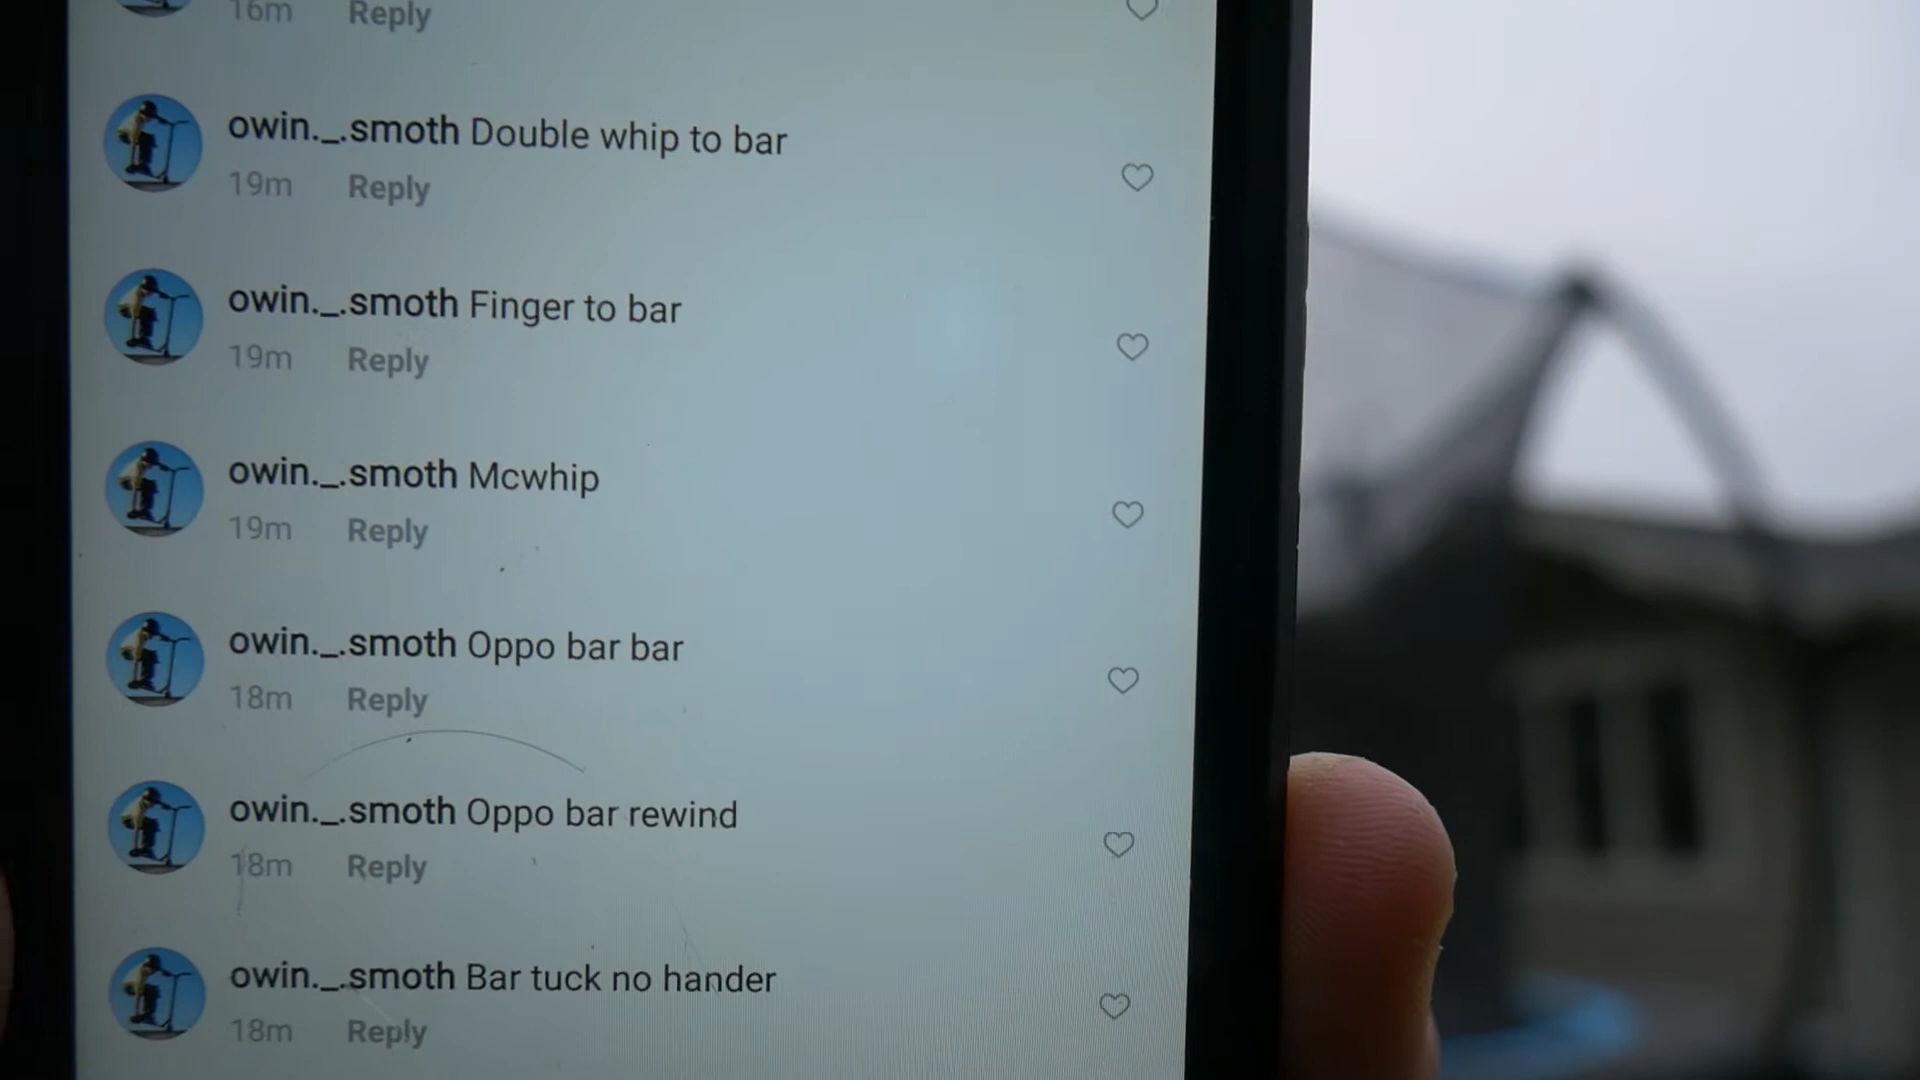 16m Reply
owin._.smoth Double whip to bar
19m Reply
owin._.smoth Finger to bar
19m Reply
owin._.smoth Mcwhip
19m Reply
owin._.smoth Oppo bar bar
18m Reply
owin._.smoth Oppo bar rewind
18m Reply
owin._.smoth Bar tuck no hander
18m Reply